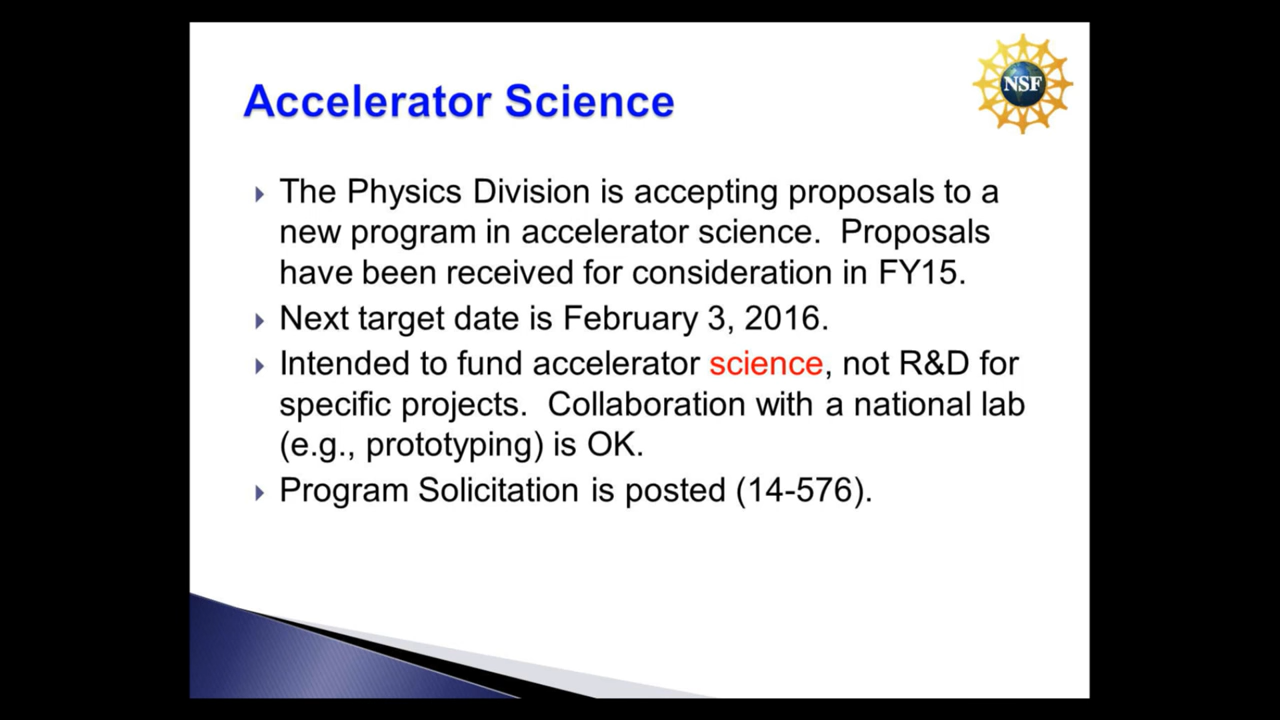 NSF
Accelerator Science
The Physics Division is accepting proposals to a
new program in accelerator science.  Proposals
have been received for consideration in FY15.
Next target date is February 3, 2016.
Intended to fund accelerator science, not R&D for
specific projects.  Collaboration with a national lab
(e.g., prototyping) is OK.
Program Solicitation is posted (14-576).